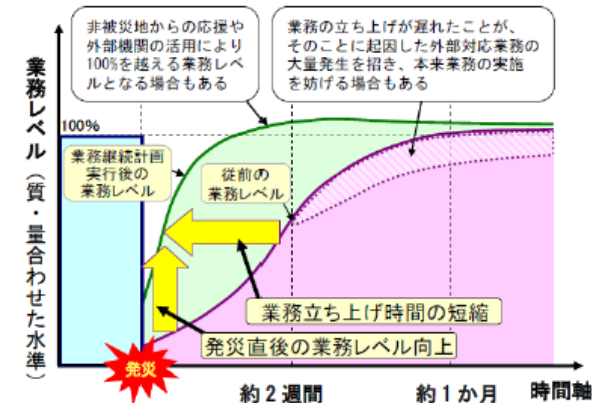 非被災地からの応援や
外部機関の活用により
100%を越える業務レベ
ルとなる場合もある
業務の立ち上げが遅れたことが、
そのことに起因した外部対応業務の
大量発生を招き、本来業務の実施
を妨げる場合もある
業務レベル（質・量合わせた水準）
100%
業務継続計画
実行後の
業務レベル
従前の
業務レベル
業務立ち上げ時間の短縮
発災直後の業務レベル向上
発災
約２週間
約１か月
時間軸